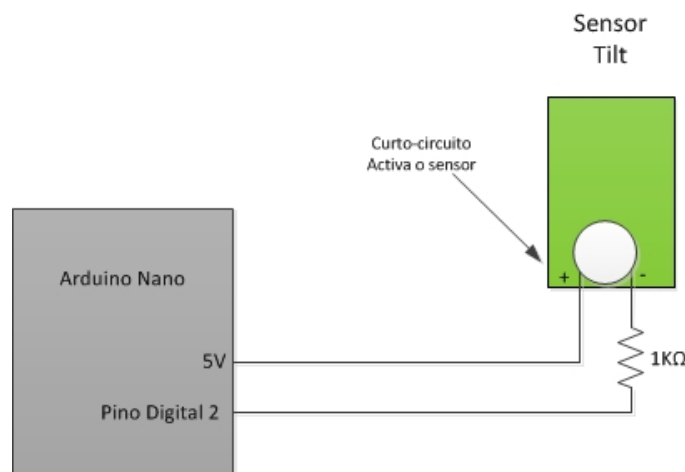 Sensor
Tilt
Curto-circuito
Activa o sensor
+
-
Arduino Nano
5V
1KΩ
Pino Digital 2